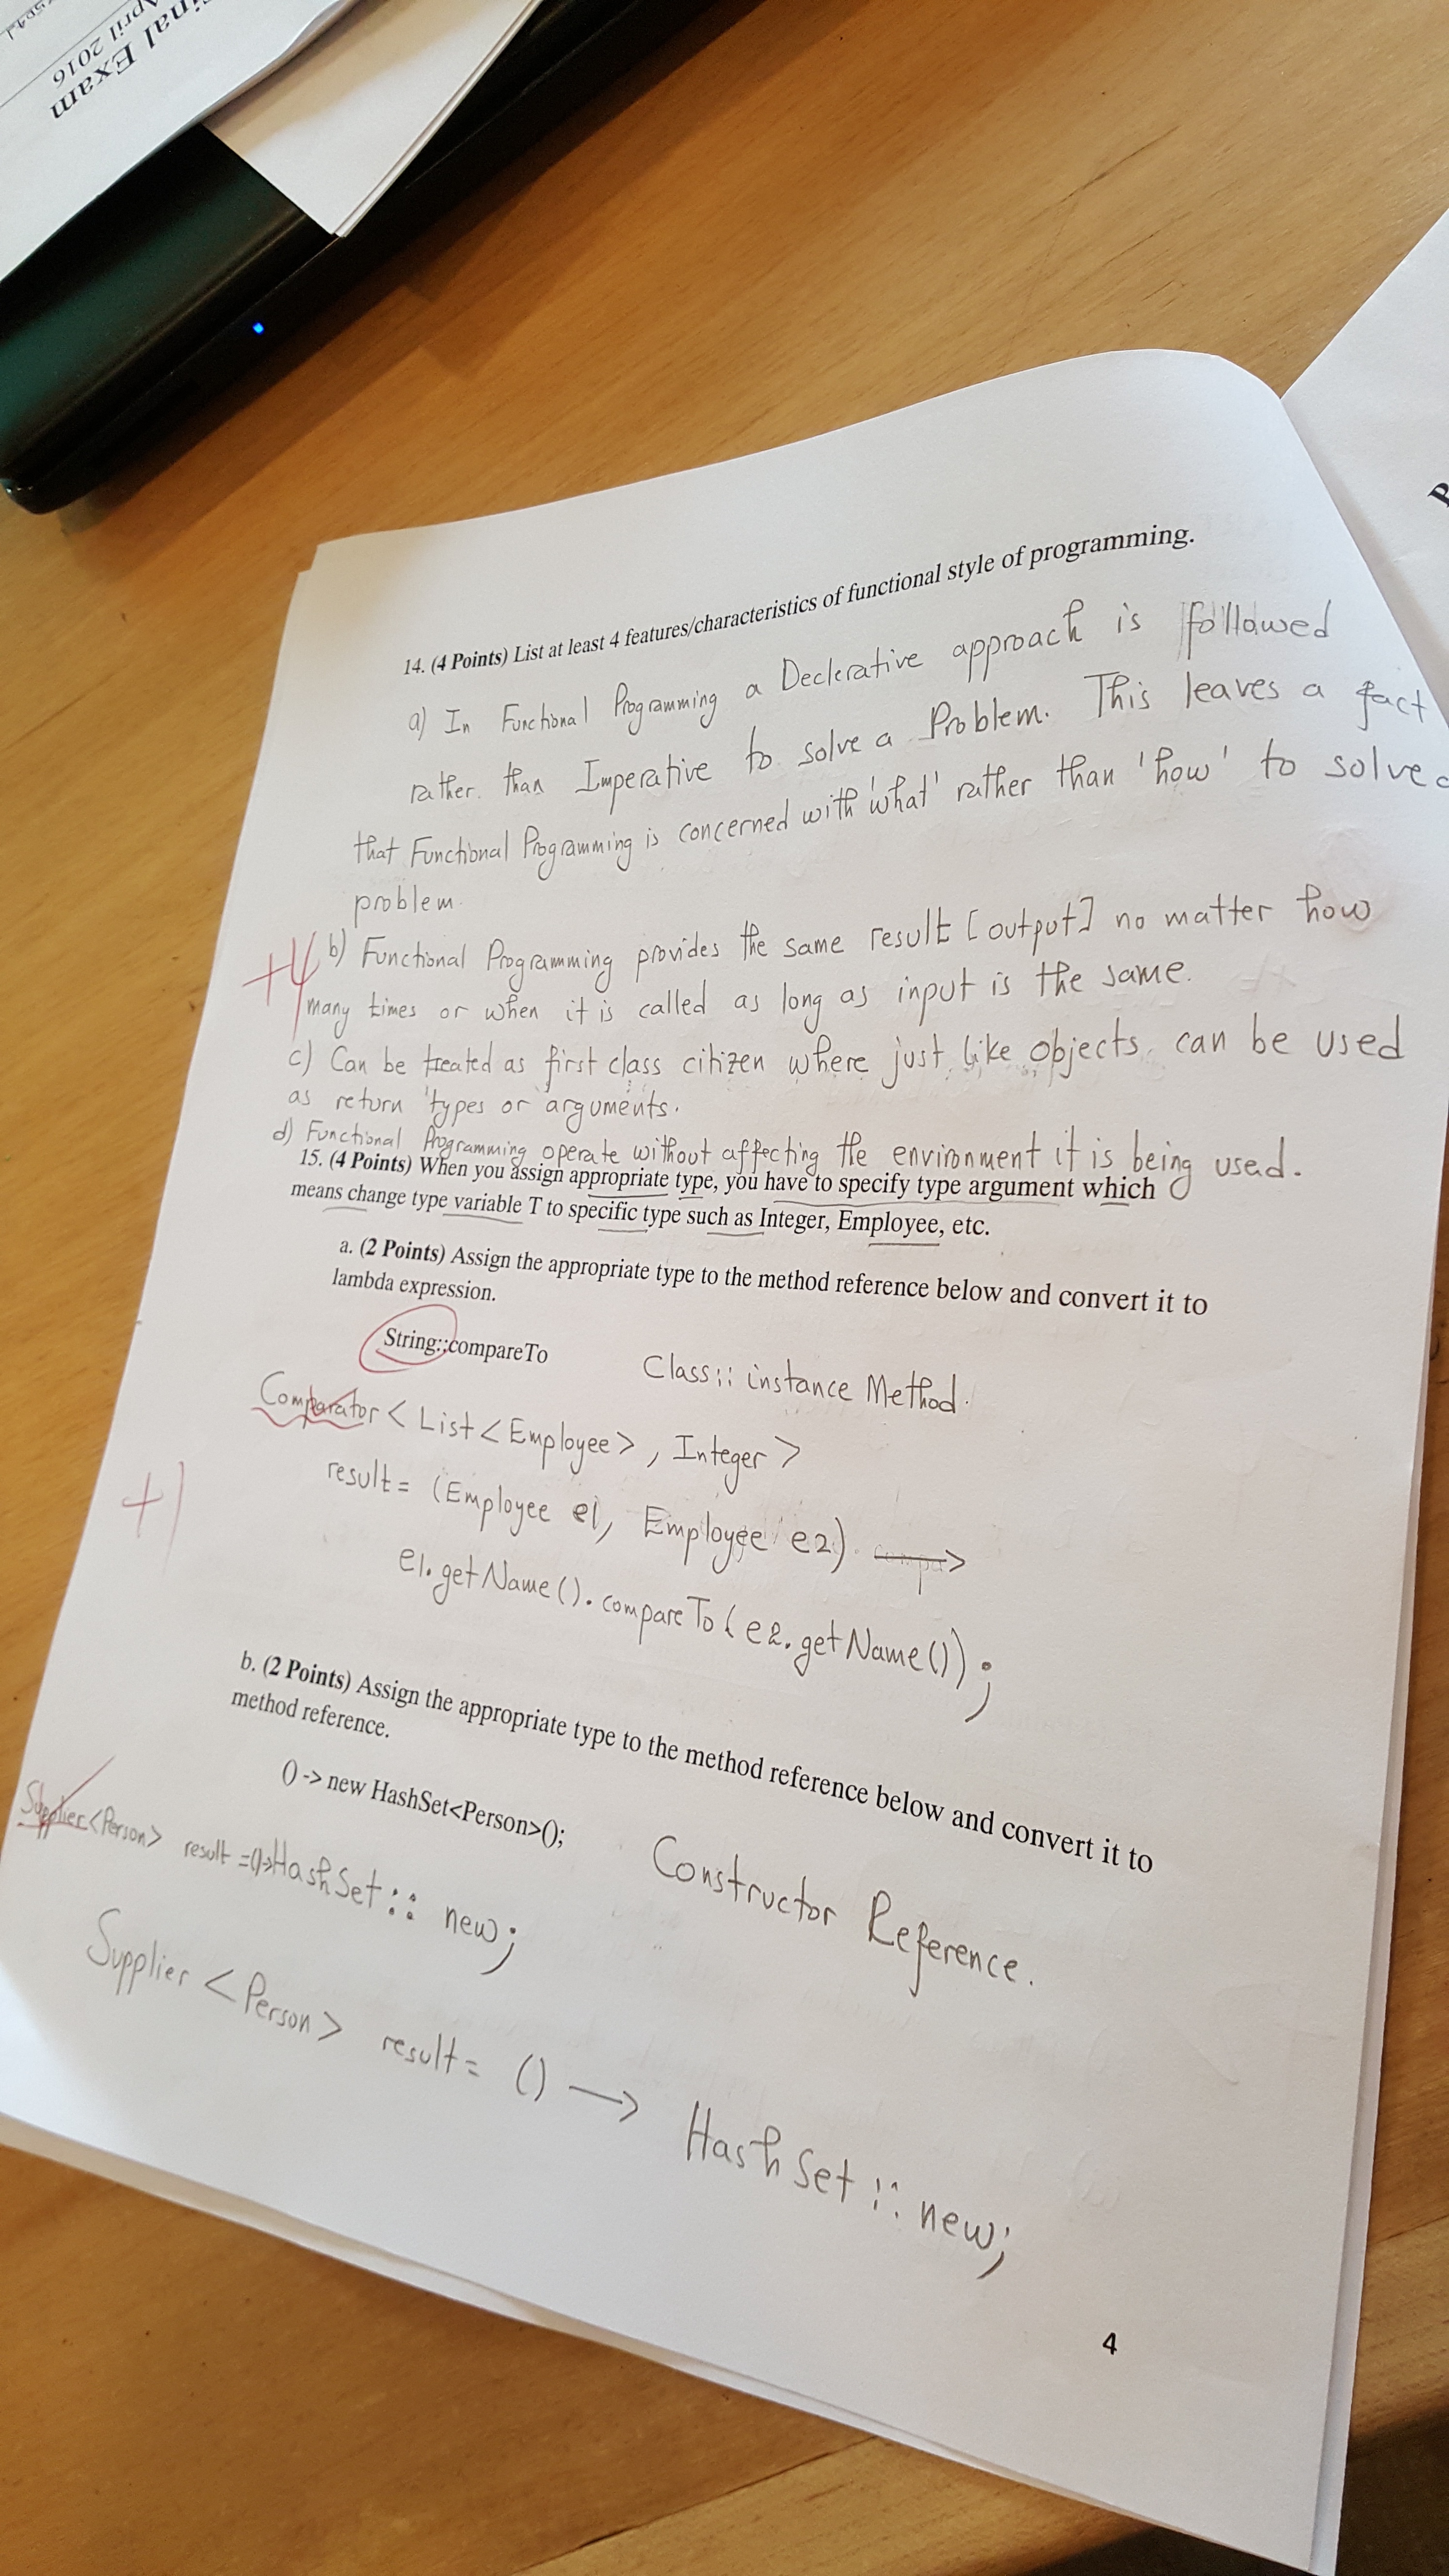 inal Exam
April 2016
14. (4 Points) List at least 4 features/characteristics of functional style of programming.
a) In Functional Programming a Declerative approach is followed
rather than Imperative to solve a Problem. This leaves a fact
that Functional Programming is concerned with 'what' rather than 'how' to solve a
problem.
+4
b) Functional Programming provides the same result [output] no matter how
many times or when it is called as long as input is the same.
c) Can be treated as first class citizen where just like objects can be used
as return types or arguments.
d) Functional Programming operate without affecting the environment it is being used.
15. (4 Points) When you assign appropriate type, you have to specify type argument which
means change type variable T to specific type such as Integer, Employee, etc.
a. (2 Points) Assign the appropriate type to the method reference below and convert it to
lambda expression.
String::compareTo
Class:: instance Method.
Comparator < List < Employee > , Integer >
+1
result = (Employee e1, Employee e2) →
e1.getName().compareTo(e2.getName());
b. (2 Points) Assign the appropriate type to the method reference below and convert it to
method reference.
() -> new HashSet<Person>();
Constructor Reference.
Supplier <Person> result =()→HashSet:: new;
Supplier < Person > result = () → HashSet :: new;
4